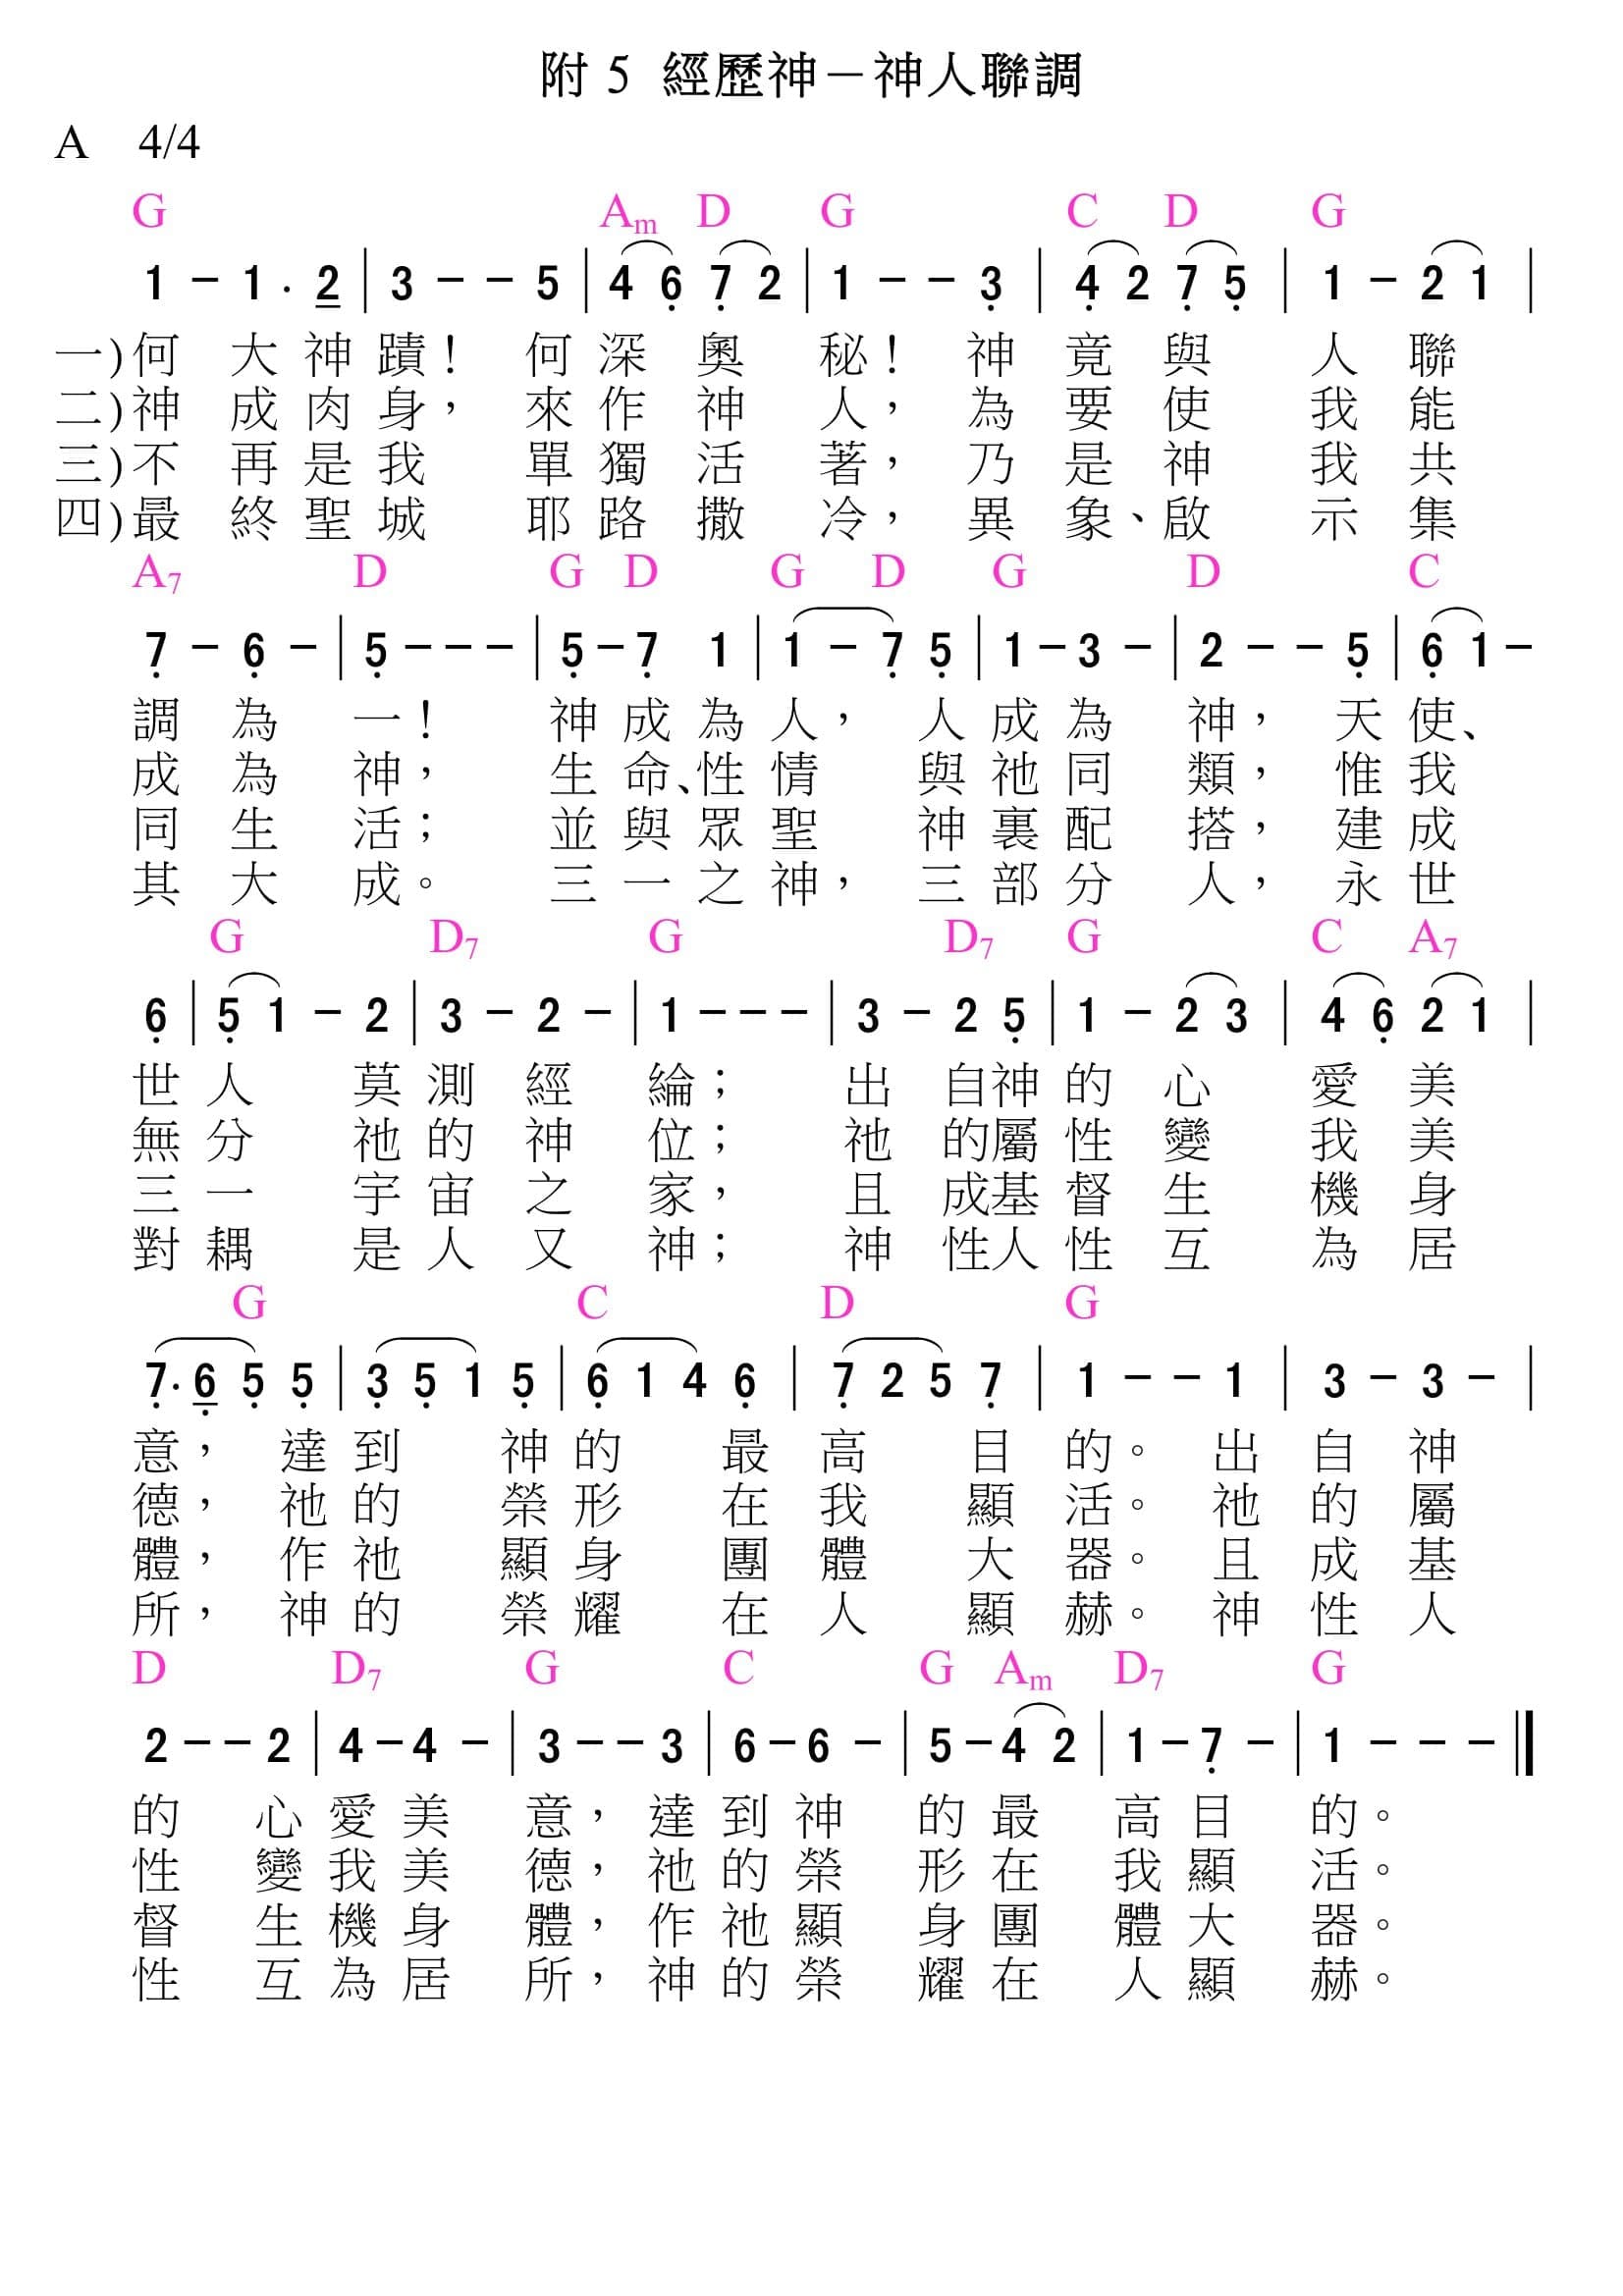 附 5 經歷神－神人聯調
A 4/4
G Am D G C D G
1 － 1 . 2 | 3 － － 5 | 4 6 7 2 | 1 － － 3 | 4 2 7 5 | 1 － 2 1 |
一)何 大 神 蹟！ 何 深 奧 秘！ 神 竟 與 人 聯
二)神 成 肉 身， 來 作 神 人， 為 要 使 我 能
三)不 再 是 我 單 獨 活 著， 乃 是 神 我 共
四)最 終 聖 城 耶 路 撒 冷， 異 象、啟 示 集
A7 D G D G D G D C
7 － 6 － | 5 － － － | 5 － 7 1 | 1 － 7 5 | 1 － 3 － | 2 － － 5 | 6 1 －
調 為 一！ 神 成 為 人， 人 成 為 神， 天 使、
成 為 神， 生 命、性 情 與 祂 同 類， 惟 我
同 生 活； 並 與 眾 聖 神 裏 配 搭， 建 成
其 大 成。 三 一 之 神， 三 部 分 人， 永 世
G D7 G D7 G C A7
6 | 5 1 － 2 | 3 － 2 － | 1 － － － | 3 － 2 5 | 1 － 2 3 | 4 6 2 1 |
世 人 莫 測 經 綸； 出 自 神 的 心 愛 美
無 分 祂 的 神 位； 祂 的 屬 性 變 我 美
三 一 宇 宙 之 家， 且 成 基 督 生 機 身
對 耦 是 人 又 神； 神 性 人 性 互 為 居
G C D G
7 . 6 5 5 | 3 5 1 5 | 6 1 4 6 | 7 2 5 7 | 1 － － 1 | 3 － 3 － |
意， 達 到 神 的 最 高 目 的。 出 自 神
德， 祂 的 榮 形 在 我 顯 活。 祂 的 屬
體， 作 祂 顯 身 團 體 大 器。 且 成 基
所， 神 的 榮 耀 在 人 顯 赫。 神 性 人
D D7 G C G Am D7 G
2 － － 2 | 4 － 4 － | 3 － － 3 | 6 － 6 － | 5 － 4 2 | 1 － 7 － | 1 － － － ‖
的 心 愛 美 意， 達 到 神 的 最 高 目 的。
性 變 我 美 德， 祂 的 榮 形 在 我 顯 活。
督 生 機 身 體， 作 祂 顯 身 團 體 大 器。
性 互 為 居 所， 神 的 榮 耀 在 人 顯 赫。